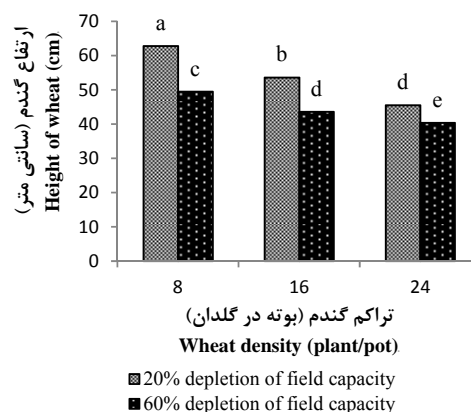 ارتفاع گندم (سانتی متر)
Height of wheat (cm)
70
60
50
40
30
20
10
0
a
c
b
d
d
e
8
16
24
تراکم گندم (بوته در گلدان)
Wheat density (plant/pot)
20% depletion of field capacity
60% depletion of field capacity